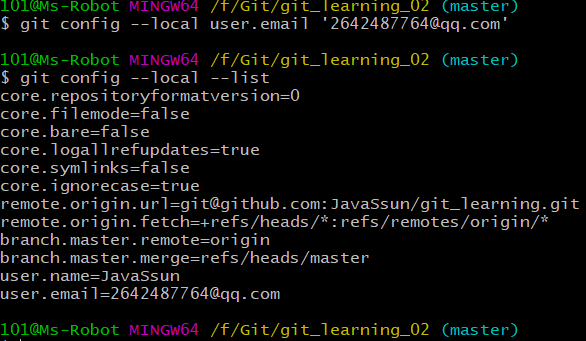 101@Ms-Robot MINGW64 /f/Git/git_learning_02 (master)
$ git config --local user.email '2642487764@qq.com'
101@Ms-Robot MINGW64 /f/Git/git_learning_02 (master)
$ git config --local --list
core.repositoryformatversion=0
core.filemode=false
core.bare=false
core.logallrefupdates=true
core.symlinks=false
core.ignorecase=true
remote.origin.url=git@github.com:JavaSsun/git_learning.git
remote.origin.fetch=+refs/heads/*:refs/remotes/origin/*
branch.master.remote=origin
branch.master.merge=refs/heads/master
user.name=JavaSsun
user.email=2642487764@qq.com
101@Ms-Robot MINGW64 /f/Git/git_learning_02 (master)